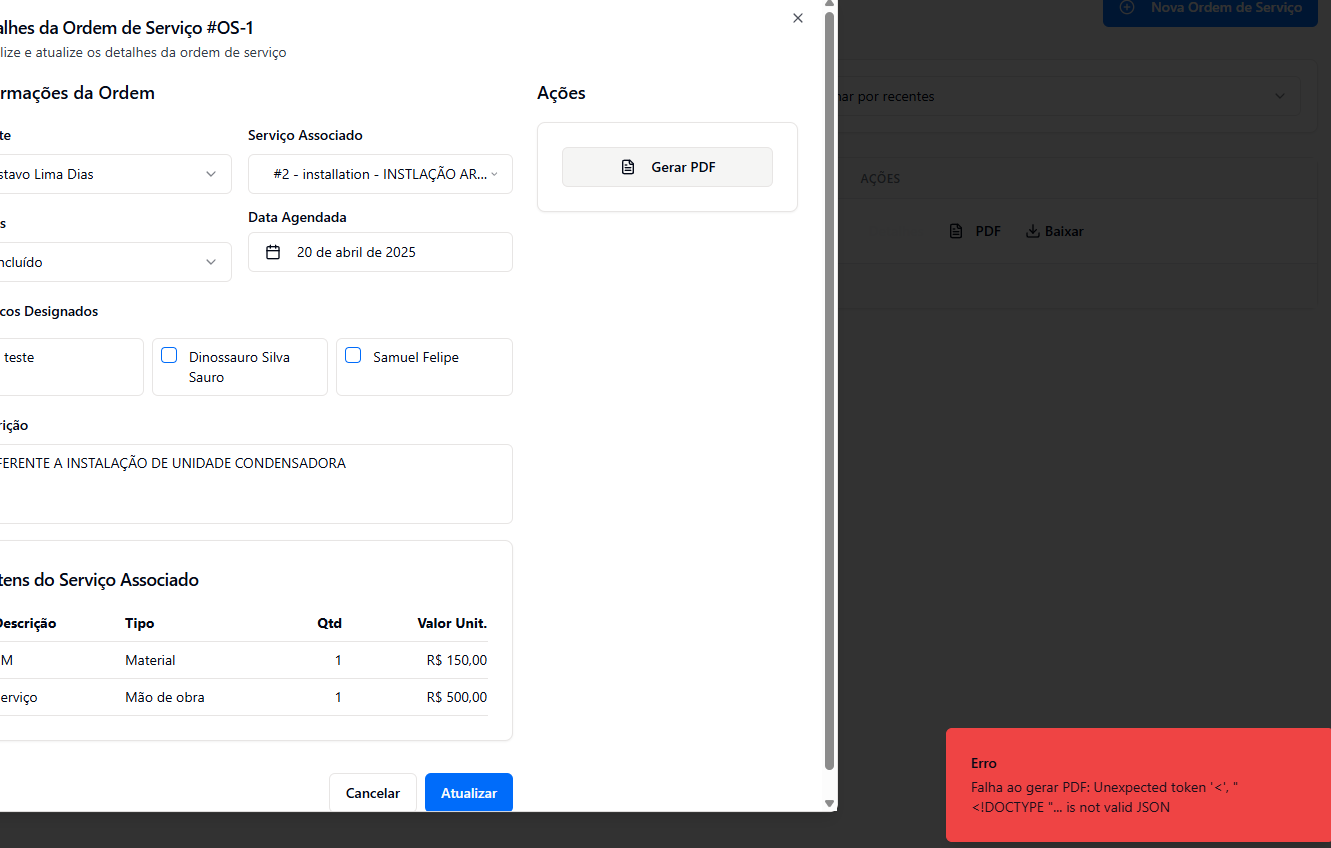 alhes da Ordem de Serviço #OS-1
lize e atualize os detalhes da ordem de serviço
Nova Ordem de Serviço
rmações da Ordem
Ações
nar por recentes
te
Serviço Associado
stavo Lima Dias
#2 - installation - INSTLAÇÃO AR...
Gerar PDF
AÇÕES
s
Data Agendada
ncluído
20 de abril de 2025
PDF
Baixar
cos Designados
teste
Dinossauro Silva
Sauro
Samuel Felipe
rição
FERENTE A INSTALAÇÃO DE UNIDADE CONDENSADORA
tens do Serviço Associado
Descrição Tipo Qtd Valor Unit.
M Material 1 R$ 150,00
erviço Mão de obra 1 R$ 500,00
Cancelar
Atualizar
Erro
Falha ao gerar PDF: Unexpected token '<', "
<!DOCTYPE "... is not valid JSON